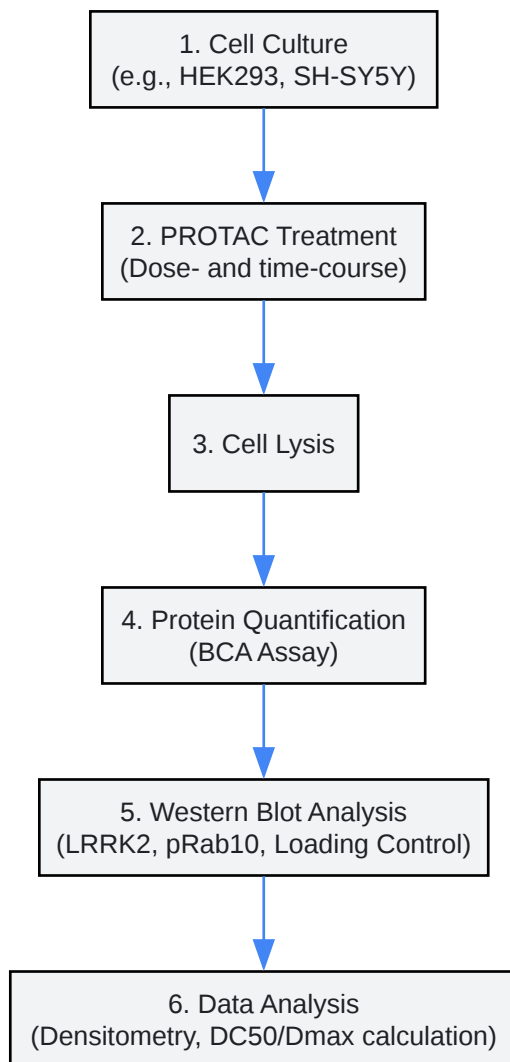 1. Cell Culture
(e.g., HEK293, SH-SY5Y)
2. PROTAC Treatment
(Dose- and time-course)
3. Cell Lysis
4. Protein Quantification
(BCA Assay)
5. Western Blot Analysis
(LRRK2, pRab10, Loading Control)
6. Data Analysis
(Densitometry, DC50/Dmax calculation)